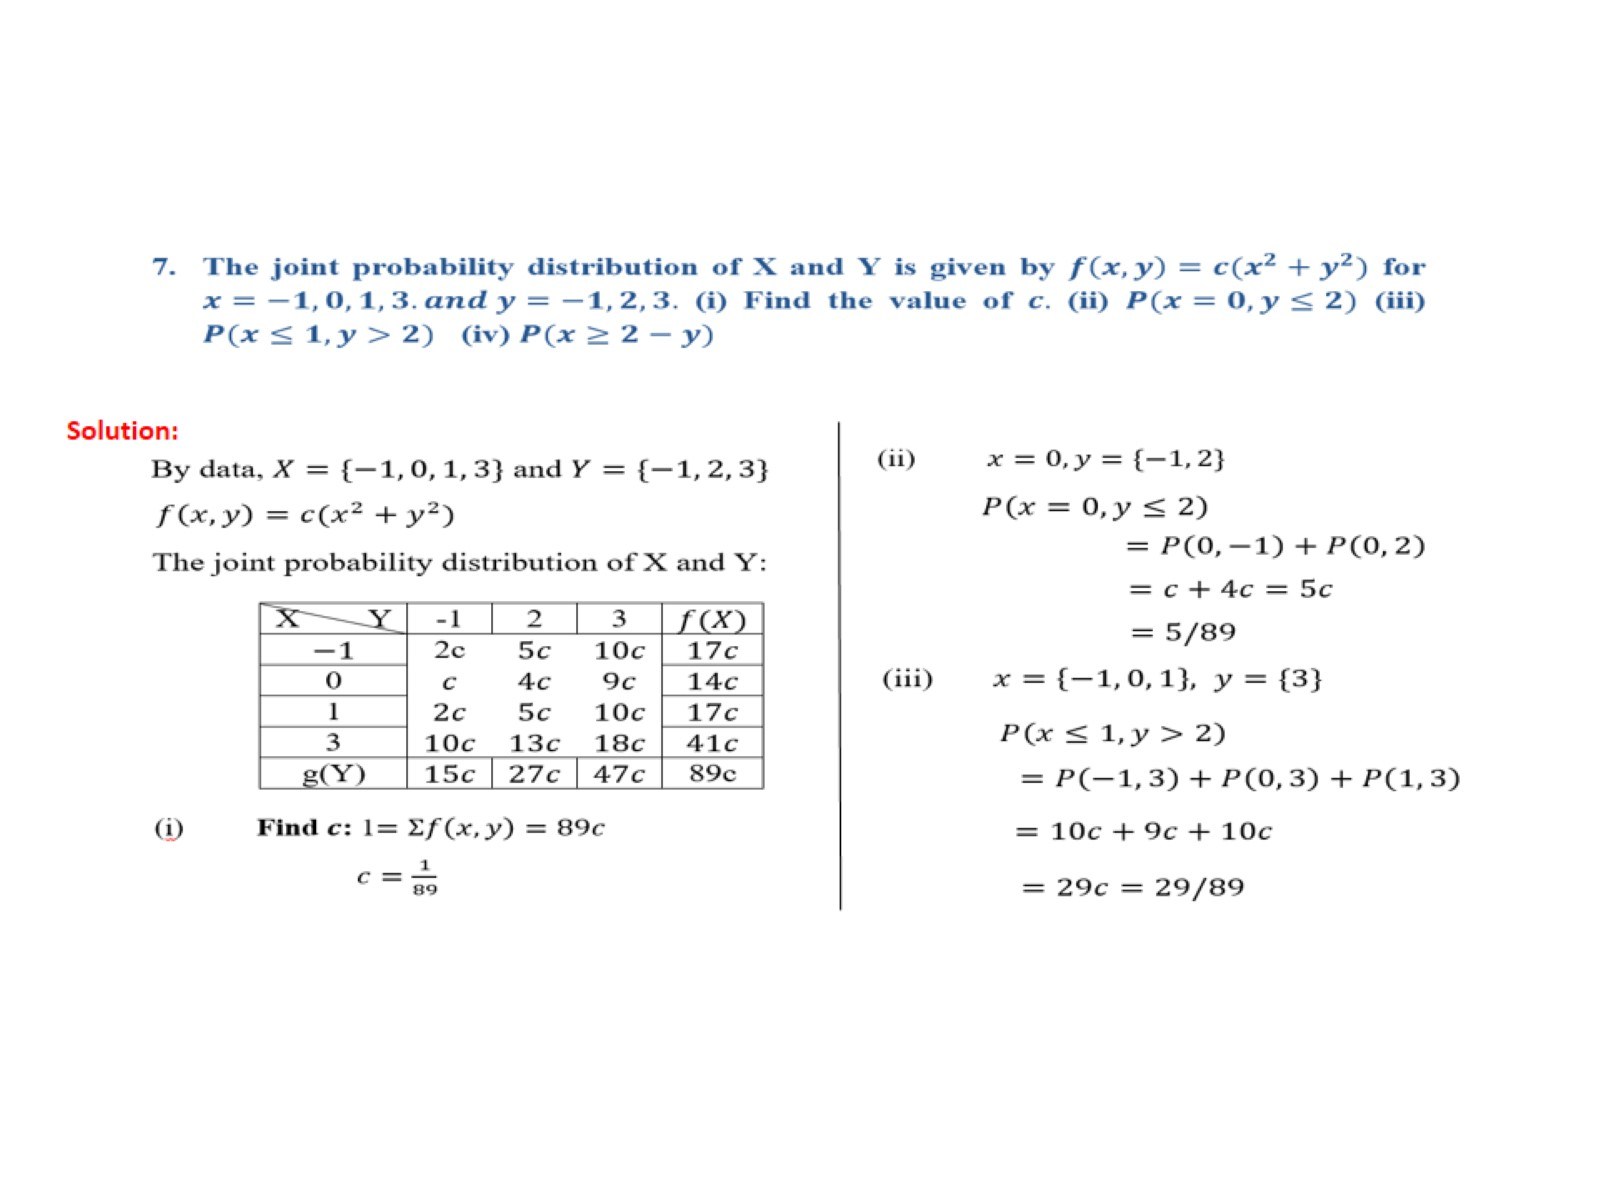 7. The joint probability distribution of X and Y is given by f(x, y) = c(x² + y²) for
x = −1, 0, 1, 3. and y = −1, 2, 3. (i) Find the value of c. (ii) P(x = 0, y ≤ 2) (iii)
P(x ≤ 1, y > 2) (iv) P(x ≥ 2 − y)
Solution:
By data, X = {−1, 0, 1, 3} and Y = {−1, 2, 3}
f(x, y) = c(x² + y²)
The joint probability distribution of X and Y:
X Y -1 2 3 f(X)
−1 2c 5c 10c 17c
0 c 4c 9c 14c
1 2c 5c 10c 17c
3 10c 13c 18c 41c
g(Y) 15c 27c 47c 89c
(i) Find c: 1= Σf(x, y) = 89c
c = 1/89
(ii) x = 0, y = {−1, 2}
P(x = 0, y ≤ 2)
= P(0, −1) + P(0, 2)
= c + 4c = 5c
= 5/89
(iii) x = {−1, 0, 1}, y = {3}
P(x ≤ 1, y > 2)
= P(−1, 3) + P(0, 3) + P(1, 3)
= 10c + 9c + 10c
= 29c = 29/89